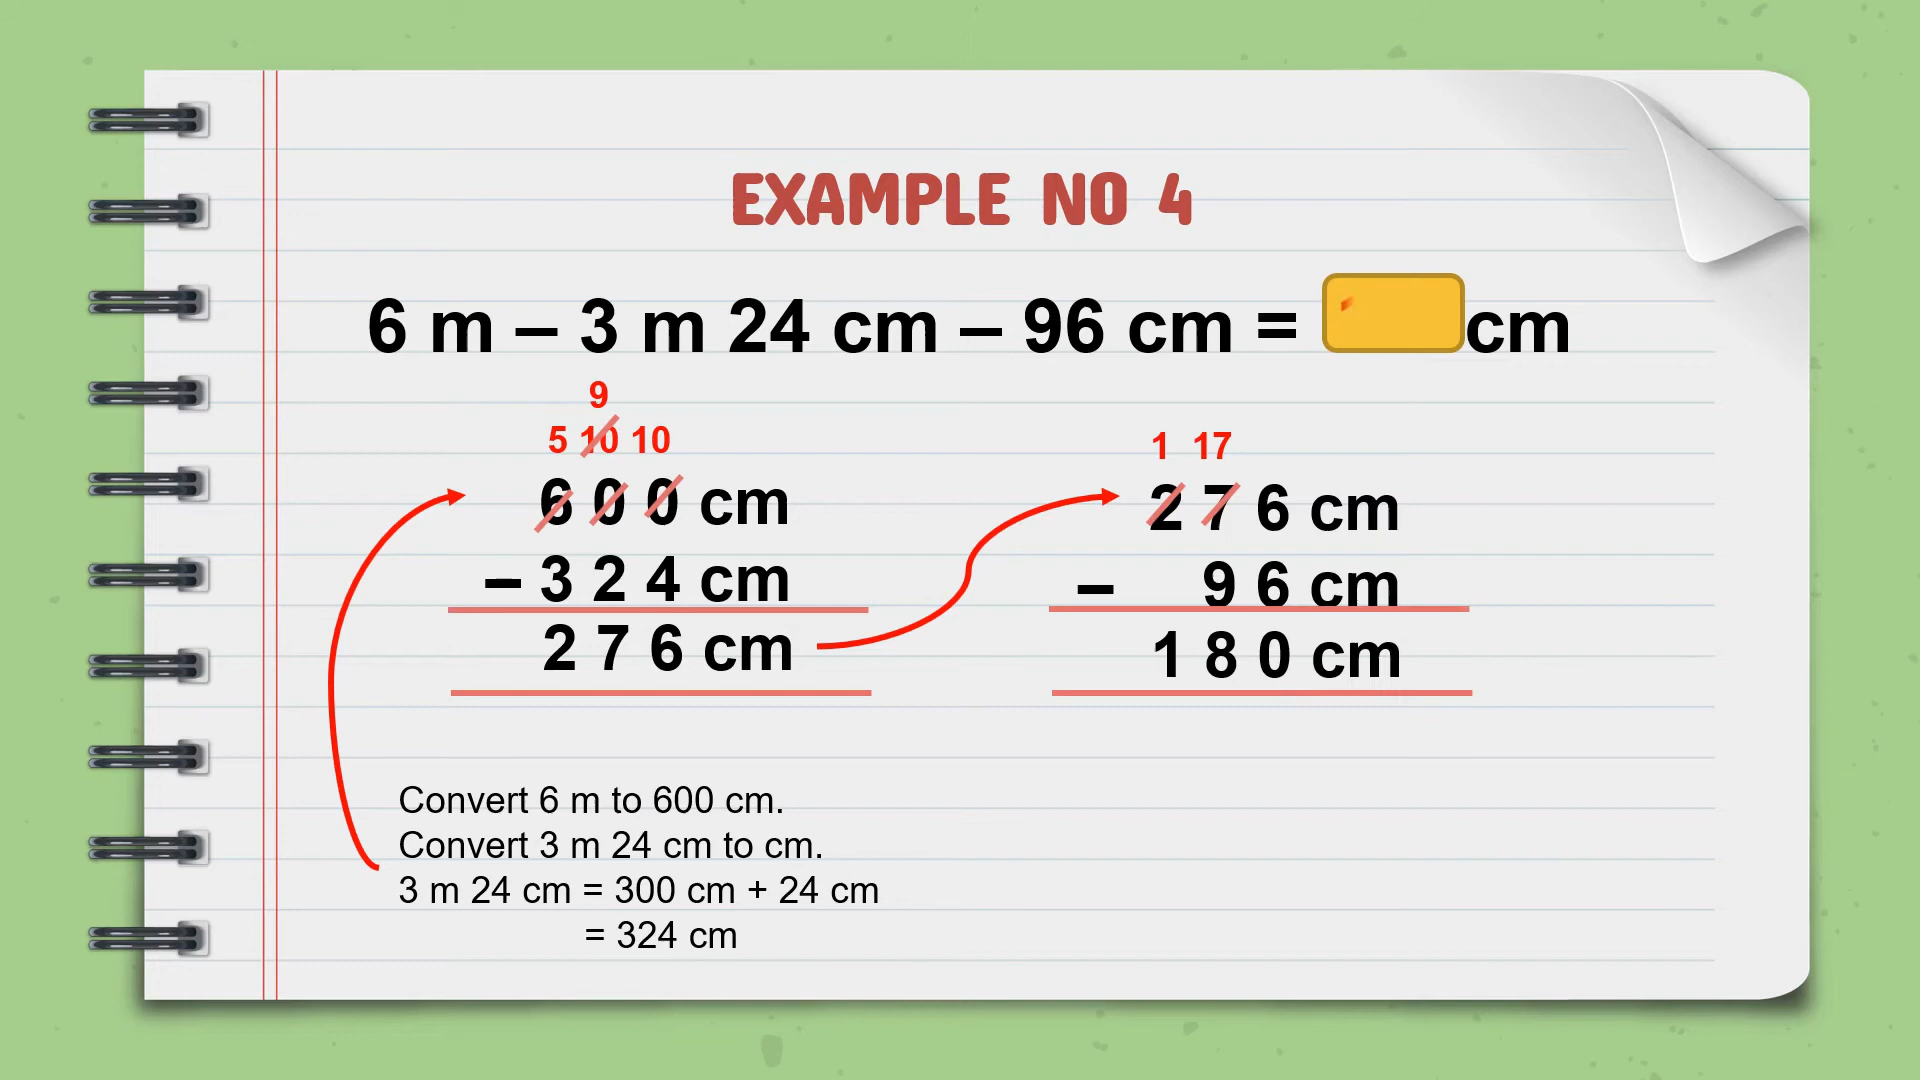 EXAMPLE NO 4
6 m – 3 m 24 cm – 96 cm = cm
9
5 10 10
6 0 0 cm
– 3 2 4 cm
2 7 6 cm
1 17
2 7 6 cm
– 9 6 cm
1 8 0 cm
Convert 6 m to 600 cm.
Convert 3 m 24 cm to cm.
3 m 24 cm = 300 cm + 24 cm
= 324 cm